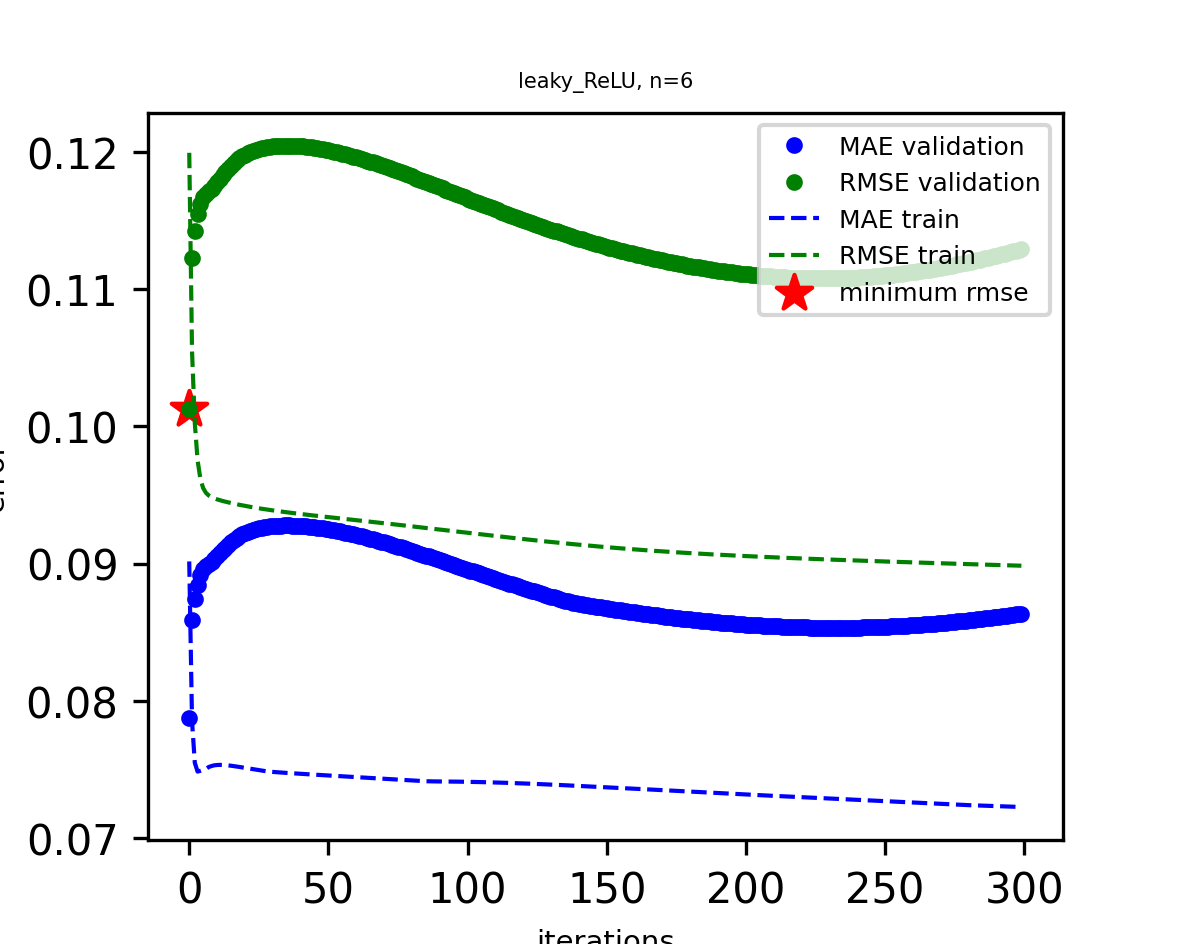 leaky_ReLU, n=6
0.12
0.11
0.10
0.09
0.08
0.07
MAE validation
RMSE validation
MAE train
RMSE train
minimum rmse
0 50 100 150 200 250 300
iterations